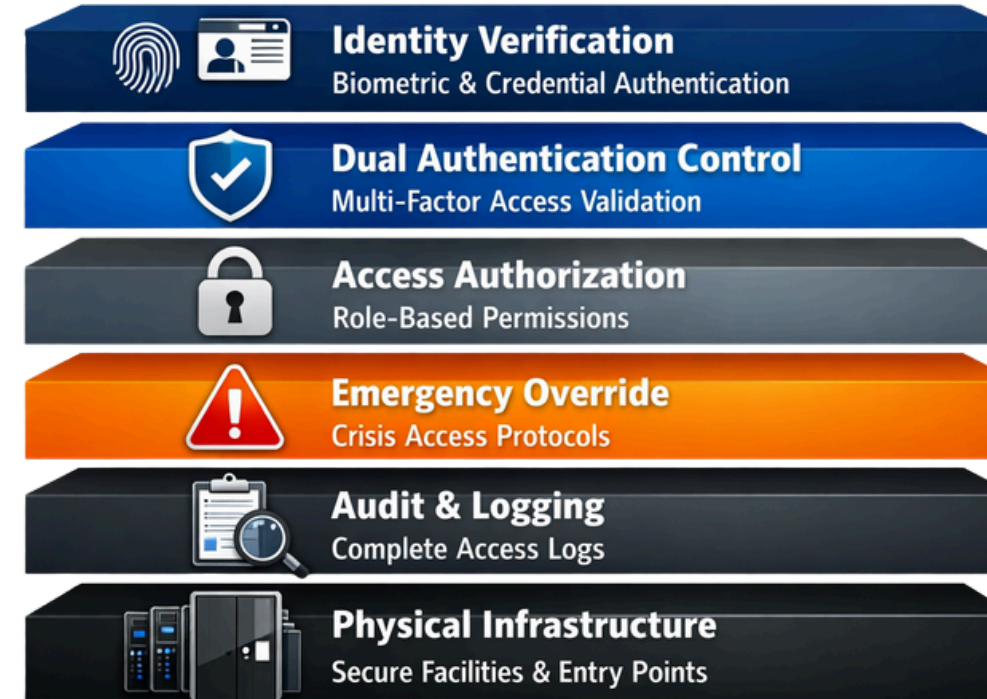 Identity Verification
Biometric & Credential Authentication
Dual Authentication Control
Multi-Factor Access Validation
Access Authorization
Role-Based Permissions
Emergency Override
Crisis Access Protocols
Audit & Logging
Complete Access Logs
Physical Infrastructure
Secure Facilities & Entry Points